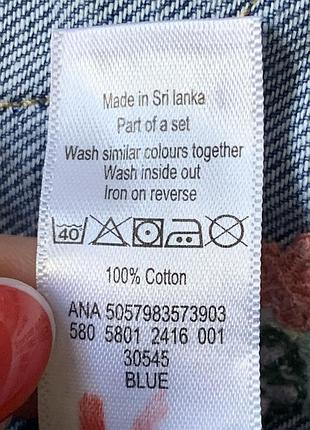 Made in Sri lanka
Part of a set
Wash similar colours together
Wash inside out
Iron on reverse
40
100% Cotton
ANA 5057983573903
580 5801 2416 001
30545
BLUE